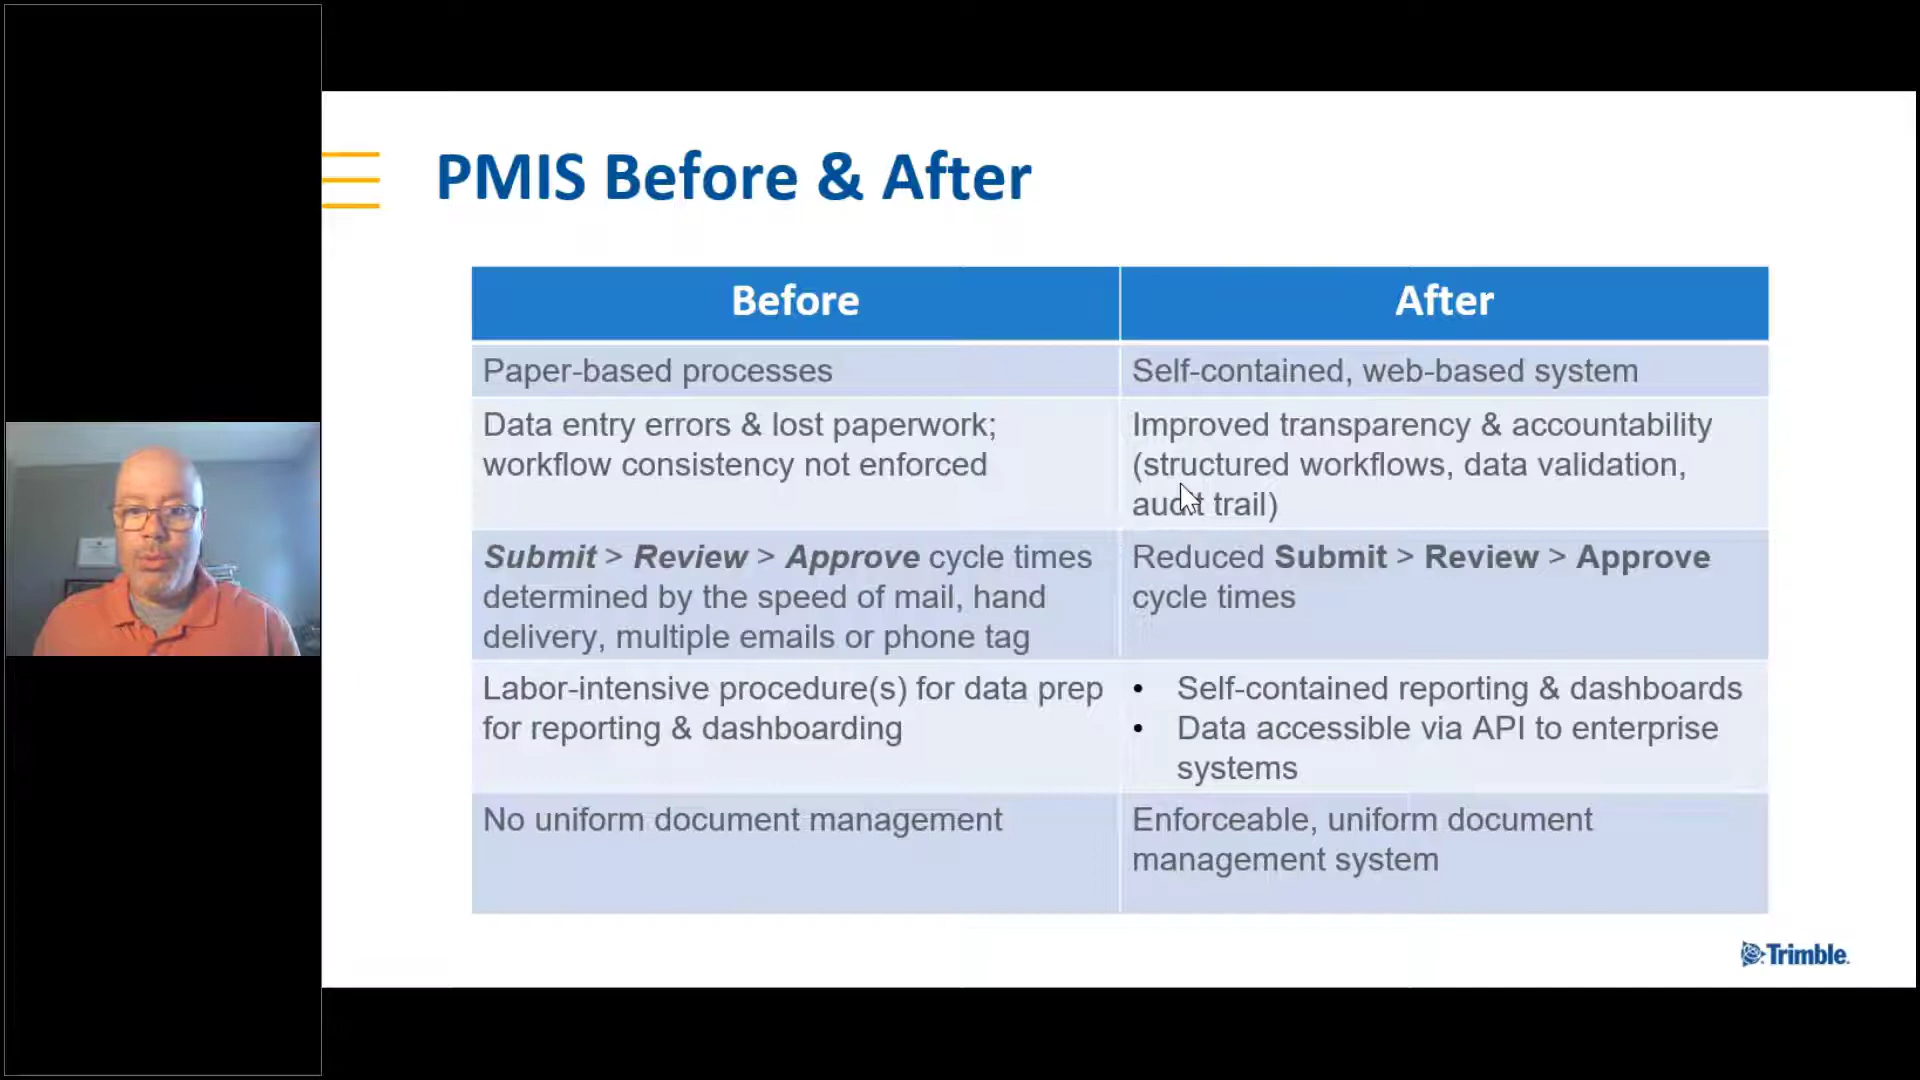 PMIS Before & After
Before
After
Paper-based processes
Self-contained, web-based system
Data entry errors & lost paperwork;
workflow consistency not enforced
Improved transparency & accountability
(structured workflows, data validation,
audit trail)
Submit > Review > Approve cycle times
determined by the speed of mail, hand
delivery, multiple emails or phone tag
Reduced Submit > Review > Approve
cycle times
Labor-intensive procedure(s) for data prep
for reporting & dashboarding
• Self-contained reporting & dashboards
• Data accessible via API to enterprise
systems
No uniform document management
Enforceable, uniform document
management system
Trimble.